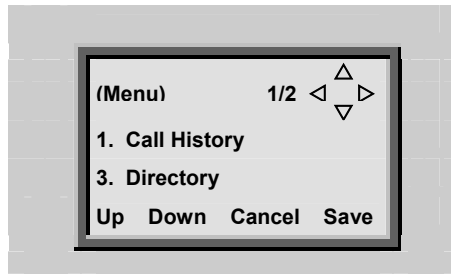 (Menu) 1/2
1. Call History
3. Directory
Up Down Cancel Save